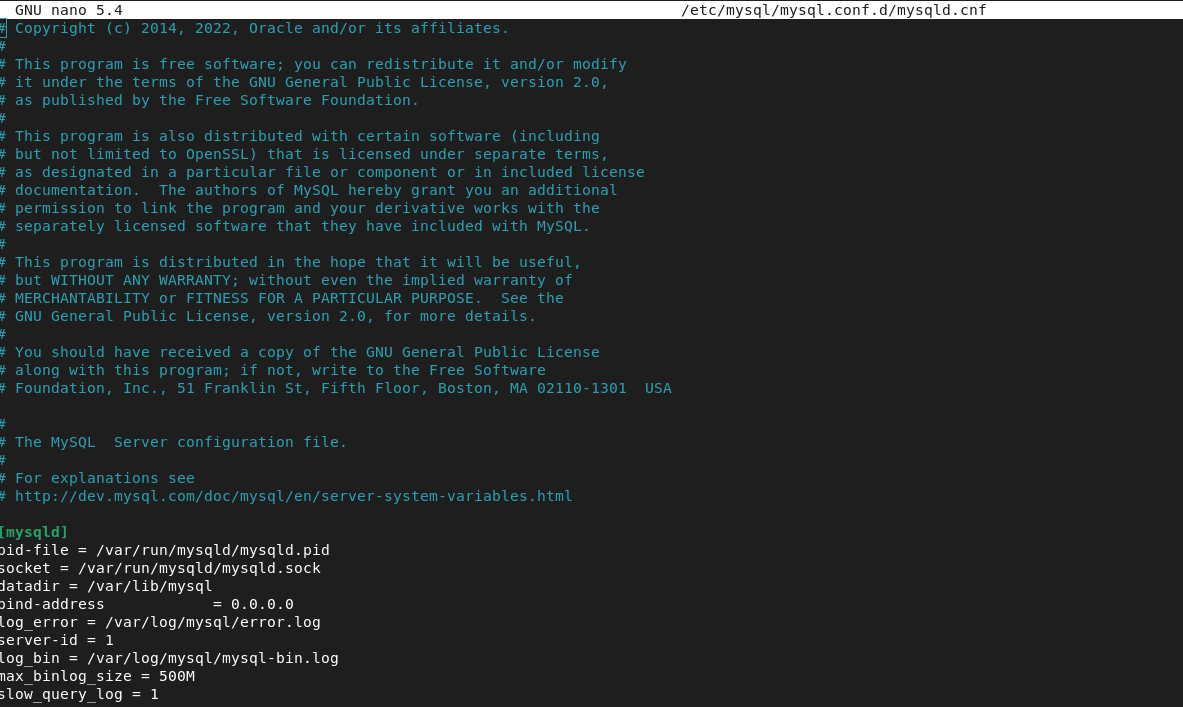 GNU nano 5.4 /etc/mysql/mysql.conf.d/mysqld.cnf
# Copyright (c) 2014, 2022, Oracle and/or its affiliates.
#
# This program is free software; you can redistribute it and/or modify
# it under the terms of the GNU General Public License, version 2.0,
# as published by the Free Software Foundation.
#
# This program is also distributed with certain software (including
# but not limited to OpenSSL) that is licensed under separate terms,
# as designated in a particular file or component or in included license
# documentation.  The authors of MySQL hereby grant you an additional
# permission to link the program and your derivative works with the
# separately licensed software that they have included with MySQL.
#
# This program is distributed in the hope that it will be useful,
# but WITHOUT ANY WARRANTY; without even the implied warranty of
# MERCHANTABILITY or FITNESS FOR A PARTICULAR PURPOSE.  See the
# GNU General Public License, version 2.0, for more details.
#
# You should have received a copy of the GNU General Public License
# along with this program; if not, write to the Free Software
# Foundation, Inc., 51 Franklin St, Fifth Floor, Boston, MA 02110-1301  USA

#
# The MySQL  Server configuration file.
#
# For explanations see
# http://dev.mysql.com/doc/mysql/en/server-system-variables.html

[mysqld]
pid-file = /var/run/mysqld/mysqld.pid
socket = /var/run/mysqld/mysqld.sock
datadir = /var/lib/mysql
bind-address            = 0.0.0.0
log_error = /var/log/mysql/error.log
server-id = 1
log_bin = /var/log/mysql/mysql-bin.log
max_binlog_size = 500M
slow_query_log = 1